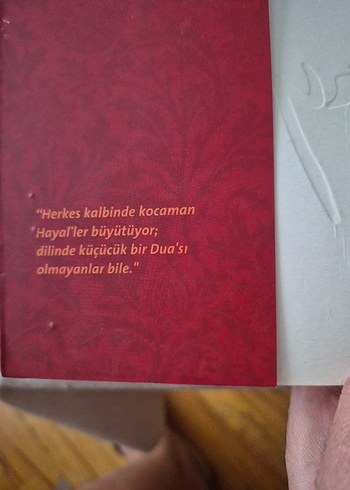 "Herkes kalbinde kocaman
Hayal'ler büyütüyor;
dilinde küçücük bir Dua'sı
olmayanlar bile."